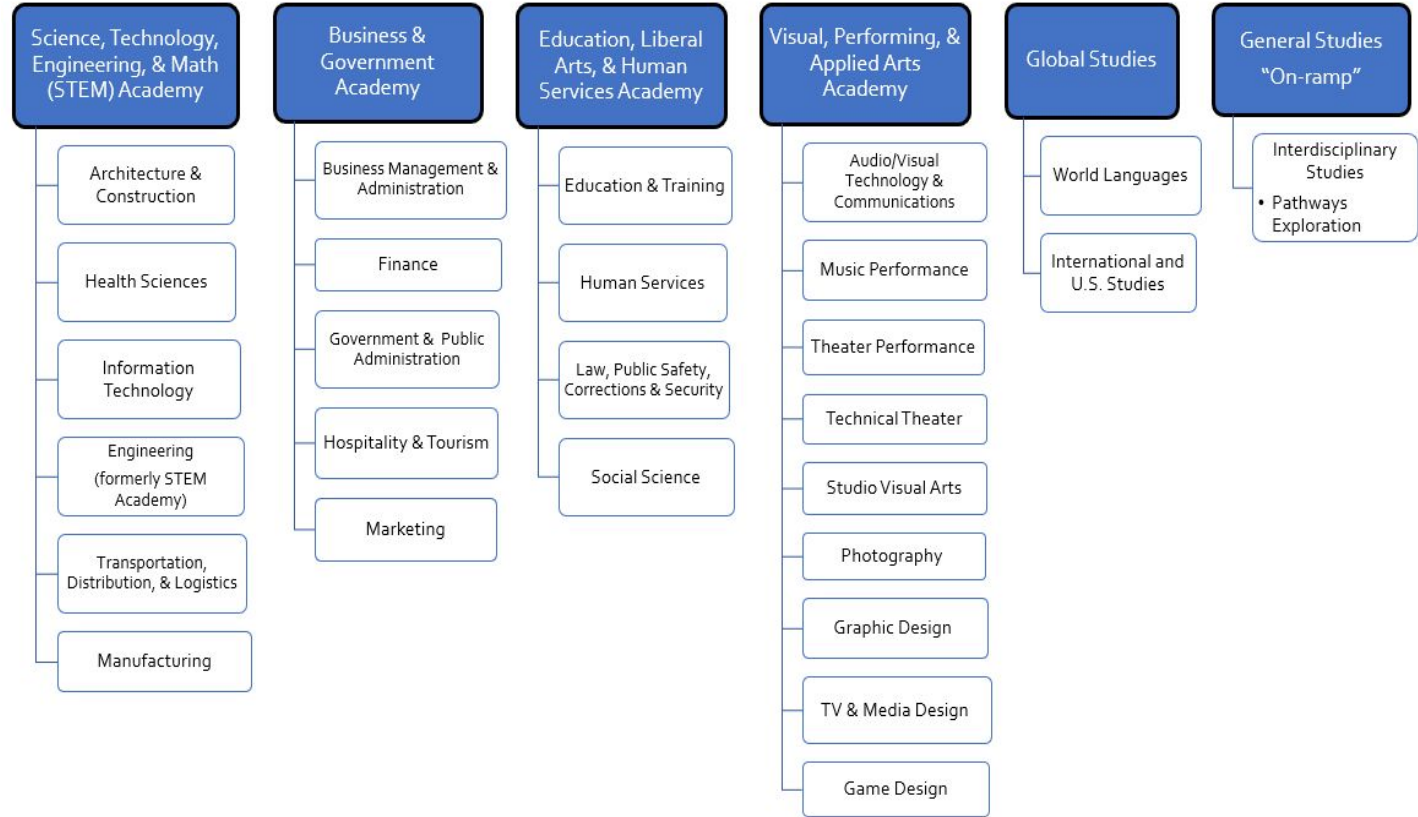 Science, Technology,
Engineering, & Math
(STEM) Academy
Architecture &
Construction
Health Sciences
Information
Technology
Engineering
(formerly STEM
Academy)
Transportation,
Distribution, & Logistics
Manufacturing
Business &
Government
Academy
Business Management &
Administration
Finance
Government & Public
Administration
Hospitality & Tourism
Marketing
Education, Liberal
Arts, & Human
Services Academy
Education & Training
Human Services
Law, Public Safety,
Corrections & Security
Social Science
Visual, Performing, &
Applied Arts
Academy
Audio/Visual
Technology &
Communications
Music Performance
Theater Performance
Technical Theater
Studio Visual Arts
Photography
Graphic Design
TV & Media Design
Game Design
Global Studies
World Languages
International and
U.S. Studies
General Studies
“On-ramp”
Interdisciplinary
Studies
• Pathways
Exploration